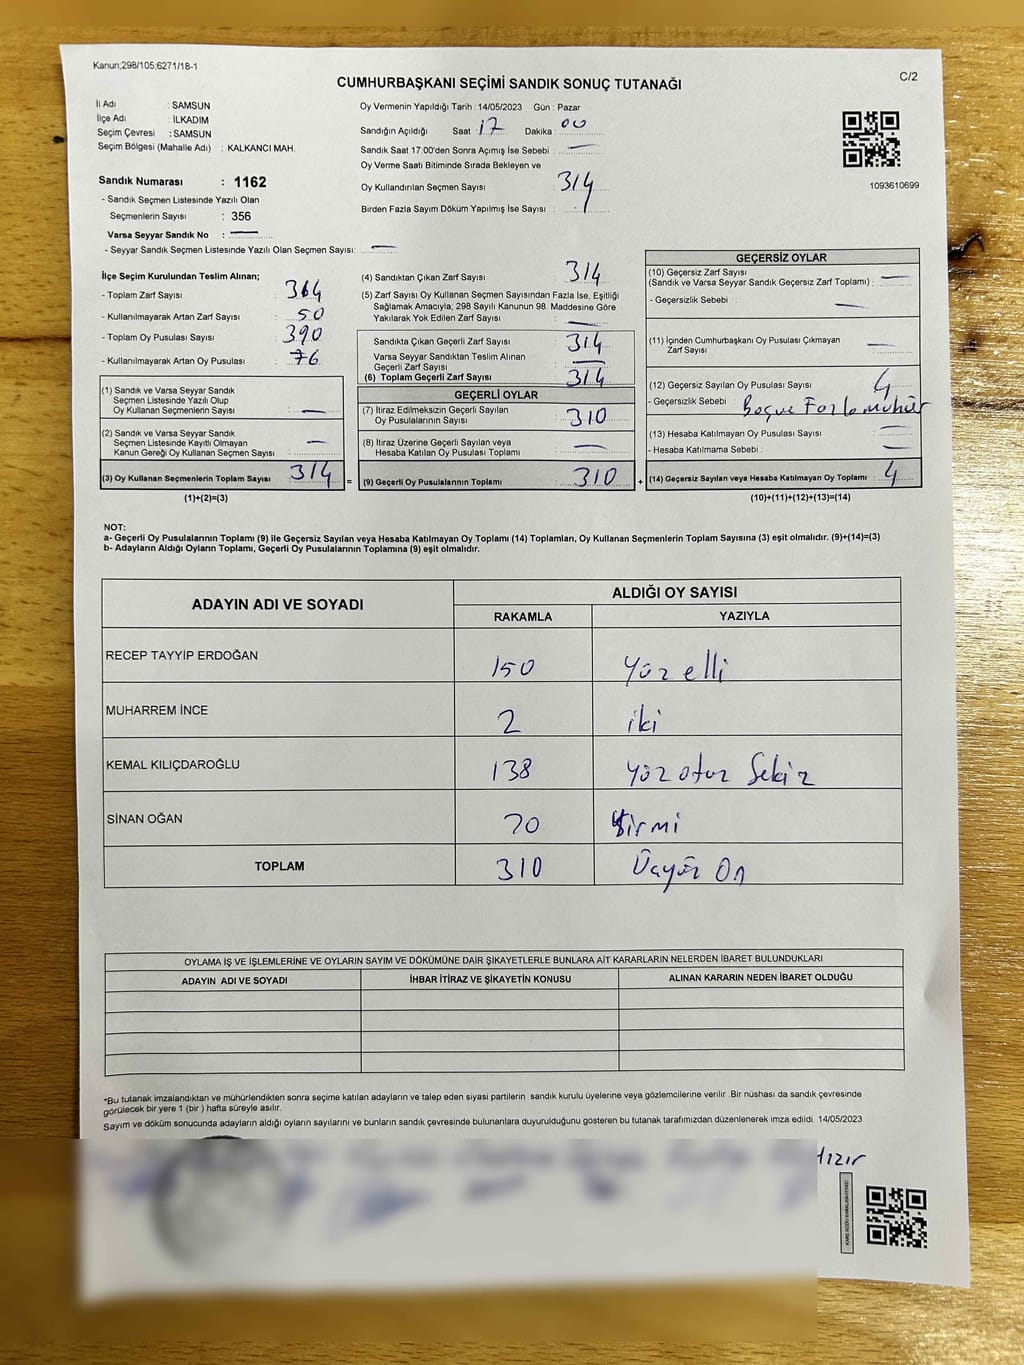 Kanun;298/105;6271/18-1
C/2
CUMHURBAŞKANI SEÇİMİ SANDIK SONUÇ TUTANAĞI
İl Adı : SAMSUN
İlçe Adı : İLKADIM
Seçim Çevresi : SAMSUN
Seçim Bölgesi (Mahalle Adı) : KALKANCI MAH.
Sandık Numarası : 1162
- Sandık Seçmen Listesinde Yazılı Olan
Seçmenlerin Sayısı : 356
Varsa Seyyar Sandık No : —
- Seyyar Sandık Seçmen Listesinde Yazılı Olan Seçmen Sayısı: —
Oy Vermenin Yapıldığı Tarih : 14/05/2023 Gün : Pazar
Sandığın Açıldığı Saat : 17 Dakika : 00
Sandık Saat 17.00'den Sonra Açımış İse Sebebi : —
Oy Verme Saati Bitiminde Sırada Bekleyen ve
Oy Kullandırılan Seçmen Sayısı 314
Birden Fazla Sayım Döküm Yapılmış İse Sayısı :
1093610699
İlçe Seçim Kurulundan Teslim Alınan;
- Toplam Zarf Sayısı : 364
- Kullanılmayarak Artan Zarf Sayısı : 50
- Toplam Oy Pusulası Sayısı : 390
- Kullanılmayarak Artan Oy Pusulası : 76
(1) Sandık ve Varsa Seyyar Sandık
Seçmen Listesinde Yazılı Olup
Oy Kullanan Seçmenlerin Sayısı : —
(2) Sandık ve Varsa Seyyar Sandık
Seçmen Listesinde Kayıtlı Olmayan
Kanun Gereği Oy Kullanan Seçmen Sayısı : —
(3) Oy Kullanan Seçmenlerin Toplam Sayısı : 314
(1)+(2)=(3)
(4) Sandıktan Çıkan Zarf Sayısı : 314
(5) Zarf Sayısı Oy Kullanan Seçmen Sayısından Fazla İse, Eşitliği
Sağlamak Amacıyla; 298 Sayılı Kanunun 98. Maddesine Göre
Yakılarak Yok Edilen Zarf Sayısı : —
Sandıkta Çıkan Geçerli Zarf Sayısı : 314
Varsa Seyyar Sandıktan Teslim Alınan
Geçerli Zarf Sayısı : —
(6) Toplam Geçerli Zarf Sayısı : 314
GEÇERLİ OYLAR
(7) İtiraz Edilmeksizin Geçerli Sayılan
Oy Pusulalarının Sayısı : 310
(8) İtiraz Üzerine Geçerli Sayılan veya
Hesaba Katılan Oy Pusulası Toplamı : —
= (9) Geçerli Oy Pusulalarının Toplamı : 310 +
GEÇERSİZ OYLAR
(10) Geçersiz Zarf Sayısı
(Sandık ve Varsa Seyyar Sandık Geçersiz Zarf Toplamı) : —
- Geçersizlik Sebebi : —
(11) İçinden Cumhurbaşkanı Oy Pusulası Çıkmayan
Zarf Sayısı : —
(12) Geçersiz Sayılan Oy Pusulası Sayısı : 4
- Geçersizlik Sebebi :
(13) Hesaba Katılmayan Oy Pusulası Sayısı : —
- Hesaba Katılmama Sebebi : —
(14) Geçersiz Sayılan veya Hesaba Katılmayan Oy Toplamı : 4
(10)+(11)+(12)+(13)=(14)
NOT:
a- Geçerli Oy Pusulalarının Toplamı (9) ile Geçersiz Sayılan veya Hesaba Katılmayan Oy Toplamı (14) Toplamları, Oy Kullanan Seçmenlerin Toplam Sayısına (3) eşit olmalıdır. (9)+(14)=(3)
b- Adayların Aldığı Oyların Toplamı, Geçerli Oy Pusulalarının Toplamına (9) eşit olmalıdır.
ADAYIN ADI VE SOYADI
ALDIĞI OY SAYISI
RAKAMLA YAZIYLA
RECEP TAYYİP ERDOĞAN 150 Yüz elli
MUHARREM İNCE 2 iki
KEMAL KILIÇDAROĞLU 138 Yüz otuz Sekiz
SİNAN OĞAN 20 Yirmi
TOPLAM 310 Üçyüz On
OYLAMA İŞ VE İŞLEMLERİNE VE OYLARIN SAYIM VE DÖKÜMÜNE DAİR ŞİKAYETLERLE BUNLARA AİT KARARLARIN NELERDEN İBARET BULUNDUKLARI
ADAYIN ADI VE SOYADI İHBAR İTİRAZ VE ŞİKAYETİN KONUSU ALINAN KARARIN NEDEN İBARET OLDUĞU
*Bu tutanak imzalandıktan ve mühürlendikten sonra seçime katılan adayların ve talep eden siyasi partilerin sandık kurulu üyelerine veya gözlemcilerine verilir. Bir nüshası da sandık çevresinde
görülecek bir yere 1 (bir ) hafta süreyle asılır.
Sayım ve döküm sonucunda adayların aldığı oyların sayılarını ve bunların sandık çevresinde bulunanlara duyurulduğunu gösteren bu tutanak tarafımızdan düzenlenerek imza edildi. 14/05/2023
Hızır